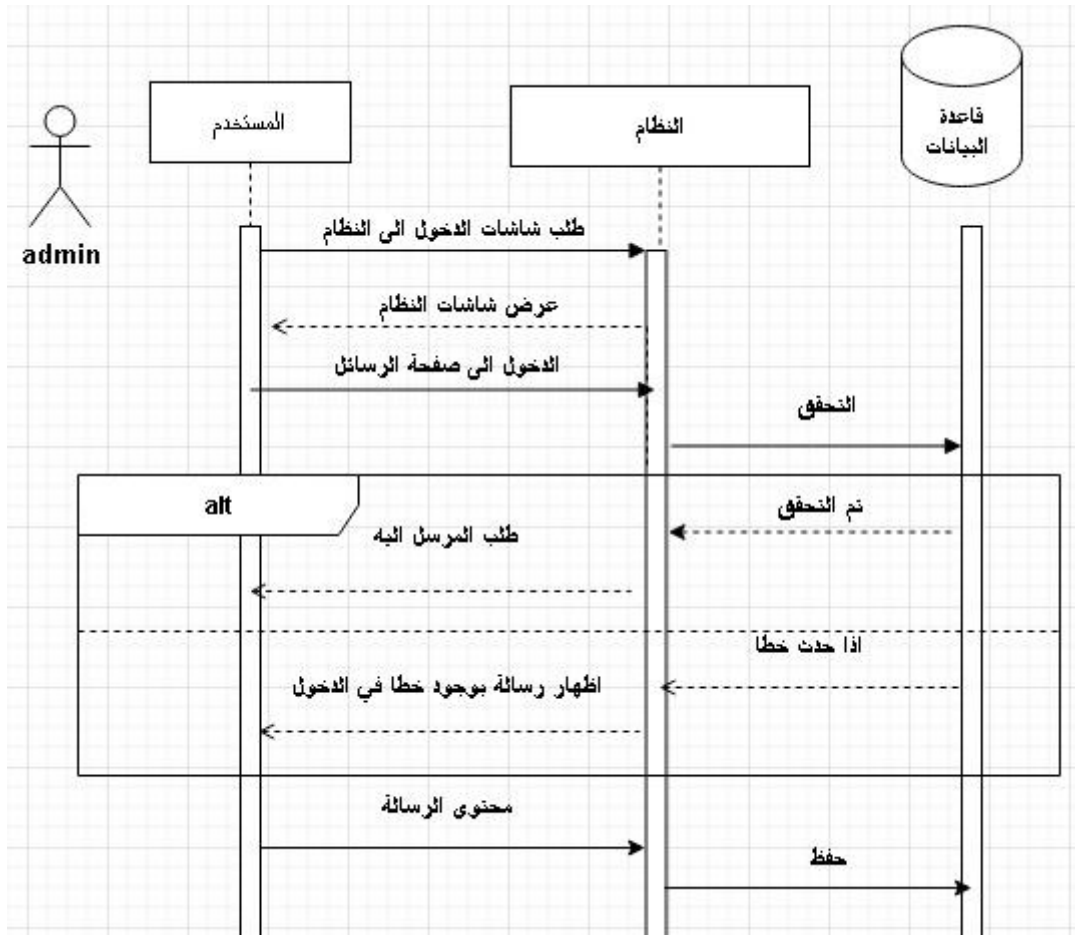 المستخدم
النظام
قاعدة
البيانات
admin
طلب شاشات الدخول الى النظام
عرض شاشات النظام
الدخول الى صفحة الرسائل
التحقق
alt
تم التحقق
طلب المرسل اليه
اذا حدث خطا
اظهار رسالة بوجود خطا في الدخول
محتوى الرسالة
حفظ